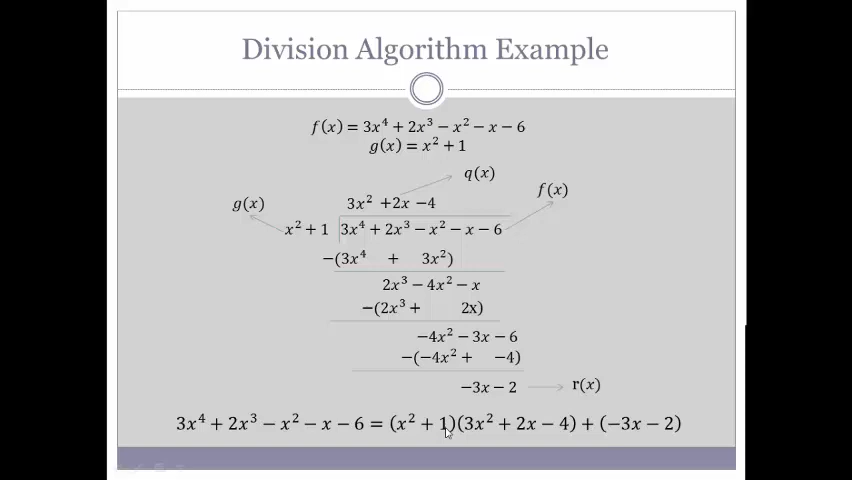 Division Algorithm Example
f(x) = 3x⁴ + 2x³ − x² − x − 6
g(x) = x² + 1
q(x)
f(x)
g(x)
3x² +2x −4
x² + 1 3x⁴ + 2x³ − x² − x − 6
−(3x⁴ + 3x²)
2x³ − 4x² − x
−(2x³ + 2x)
−4x² − 3x − 6
−(−4x² + −4)
−3x − 2
r(x)
3x⁴ + 2x³ − x² − x − 6 = (x² + 1)(3x² + 2x − 4) + (−3x − 2)